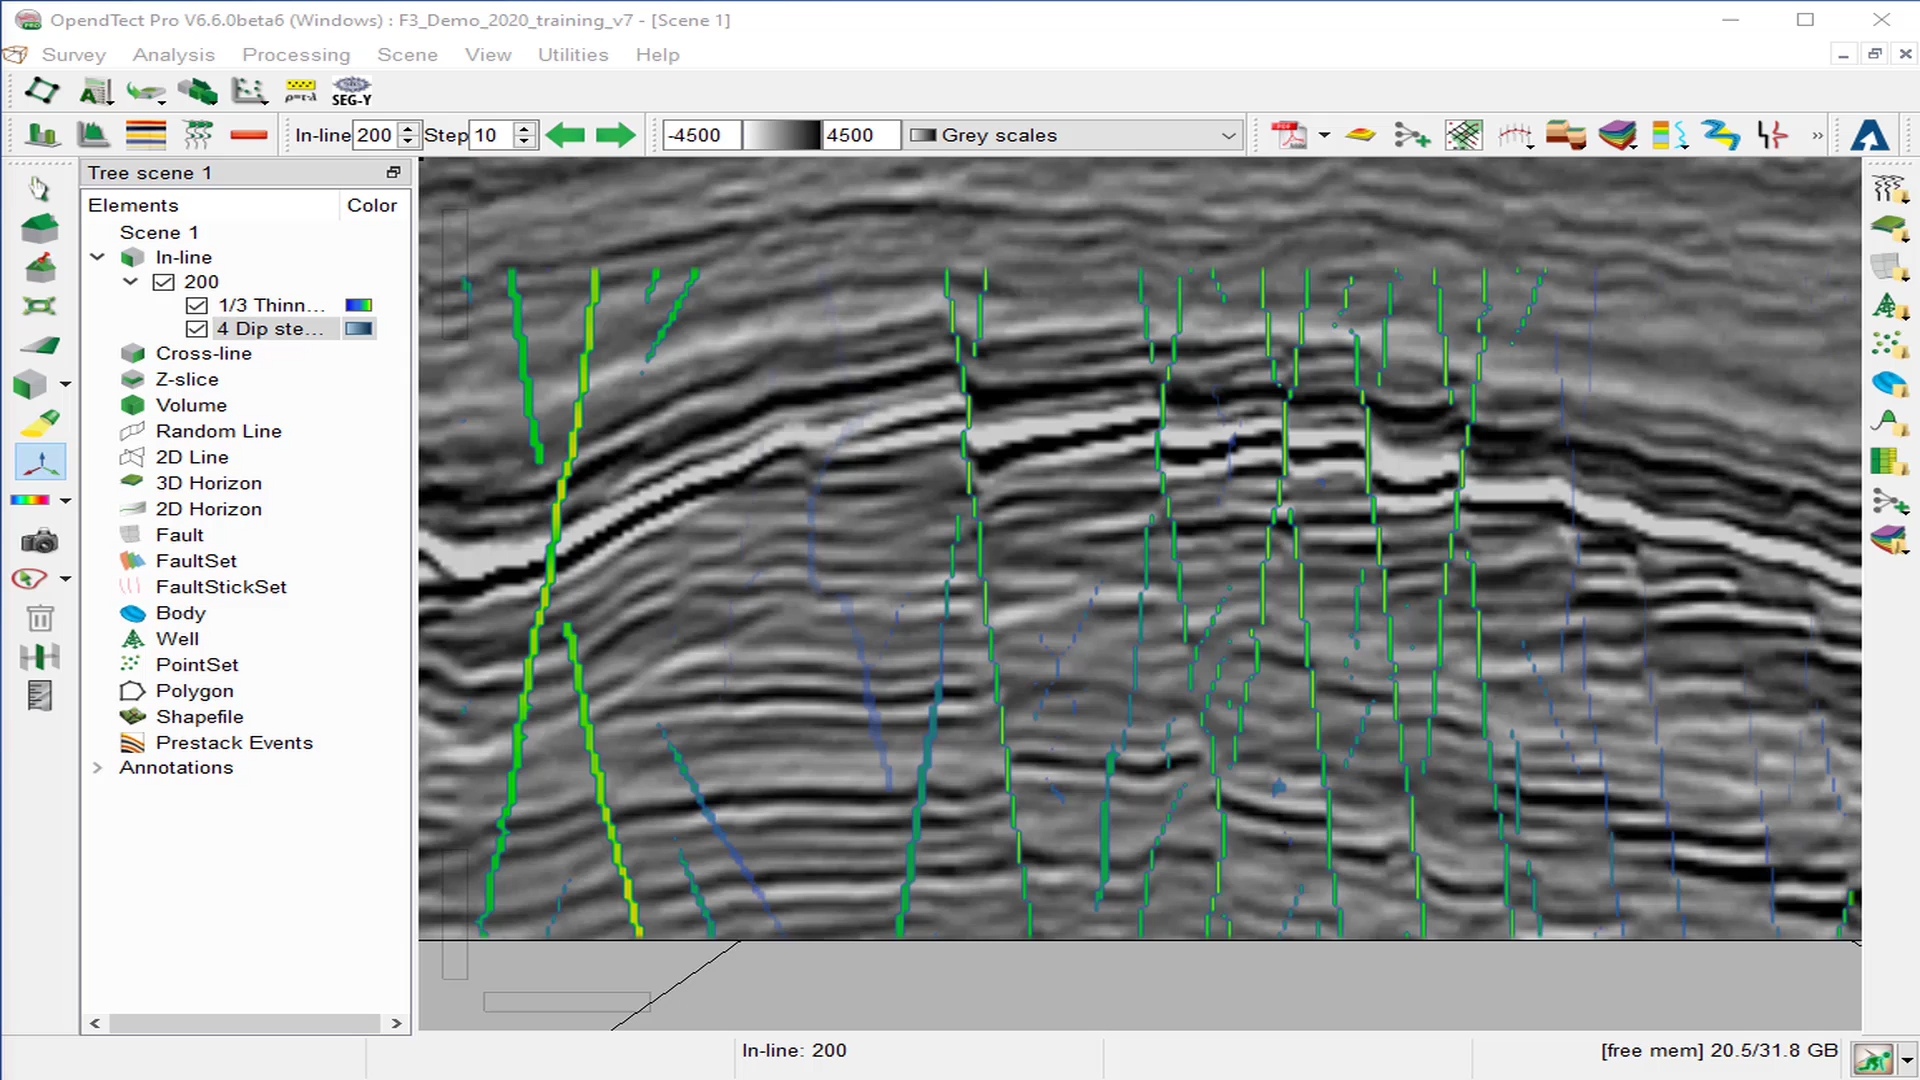 OpendTect Pro V6.6.0beta6 (Windows) : F3_Demo_2020_training_v7 - [Scene 1]
Survey Analysis Processing Scene View Utilities Help
SEG-Y
In-line 200 Step 10 -4500 4500 Grey scales »
Tree scene 1
Elements Color
Scene 1
In-line
200
1/3 Thinn...
4 Dip ste...
Cross-line
Z-slice
Volume
Random Line
2D Line
3D Horizon
2D Horizon
Fault
FaultSet
FaultStickSet
Body
Well
PointSet
Polygon
Shapefile
Prestack Events
Annotations
In-line: 200
[free mem] 20.5/31.8 GB